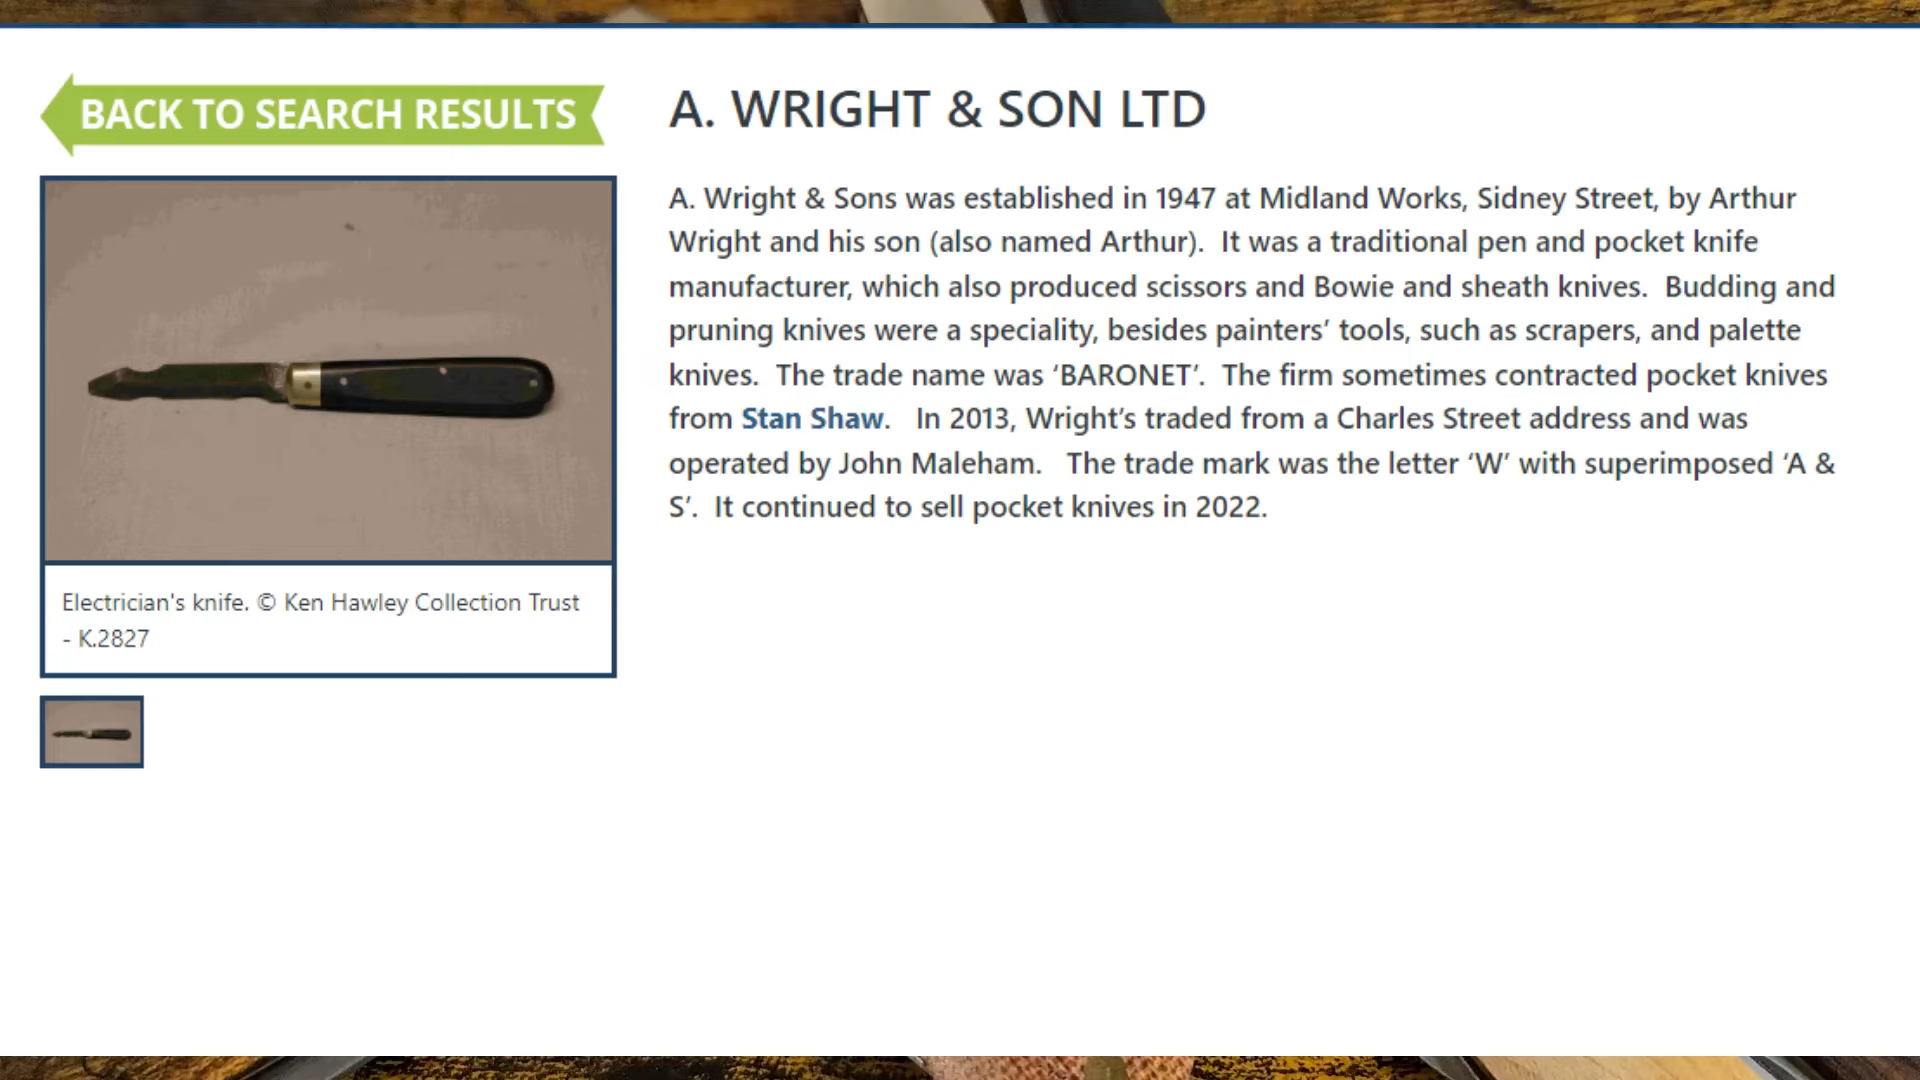 BACK TO SEARCH RESULTS
A. WRIGHT & SON LTD
A. Wright & Sons was established in 1947 at Midland Works, Sidney Street, by Arthur
Wright and his son (also named Arthur).  It was a traditional pen and pocket knife
manufacturer, which also produced scissors and Bowie and sheath knives.  Budding and
pruning knives were a speciality, besides painters’ tools, such as scrapers, and palette
knives.  The trade name was ‘BARONET’.  The firm sometimes contracted pocket knives
from Stan Shaw.   In 2013, Wright’s traded from a Charles Street address and was
operated by John Maleham.   The trade mark was the letter ‘W’ with superimposed ‘A &
S’.  It continued to sell pocket knives in 2022.
Electrician's knife. © Ken Hawley Collection Trust
- K.2827